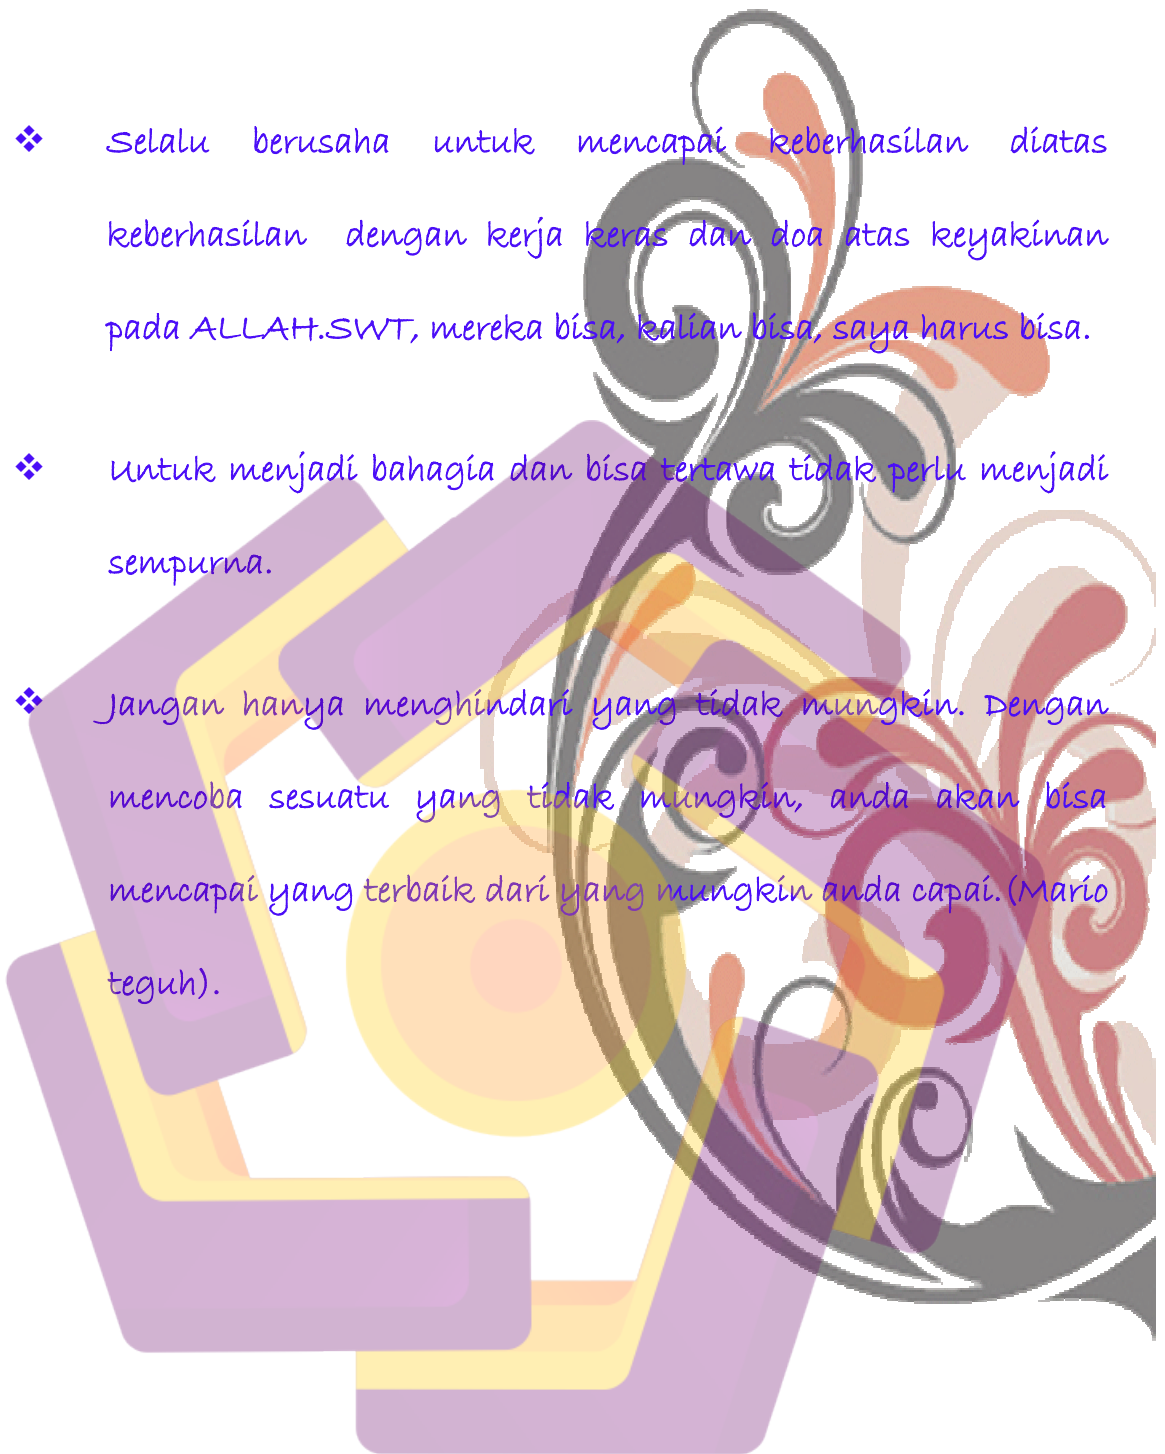 ❖ Selalu berusaha untuk mencapai keberhasilan diatas
keberhasilan dengan kerja keras dan doa atas keyakinan
pada ALLAH.SWT, mereka bisa, kalian bisa, saya harus bisa.
❖ Untuk menjadi bahagia dan bisa tertawa tidak perlu menjadi
sempurna.
❖ Jangan hanya menghindari yang tidak mungkin. Dengan
mencoba sesuatu yang tidak mungkin, anda akan bisa
mencapai yang terbaik dari yang mungkin anda capai.(Mario
teguh).